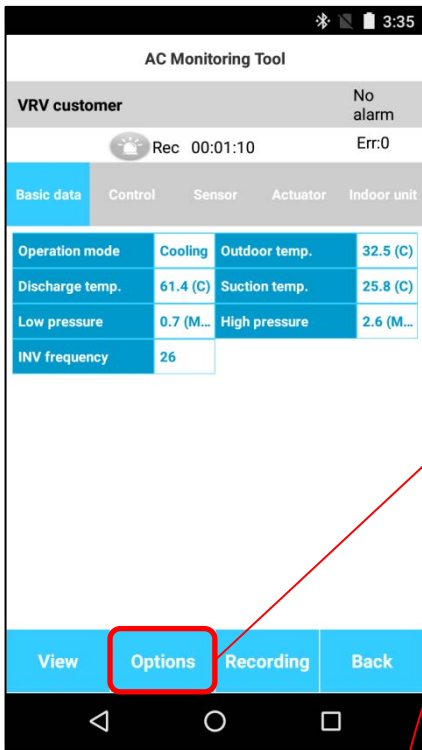 3:35
AC Monitoring Tool
VRV customer
No alarm
Rec 00:01:10
Err:0
Basic data Control Sensor Actuator Indoor unit
Operation mode Cooling Outdoor temp. 32.5 (C)
Discharge temp. 61.4 (C) Suction temp. 25.8 (C)
Low pressure 0.7 (M... High pressure 2.6 (M...
INV frequency 26
View Options Recording Back